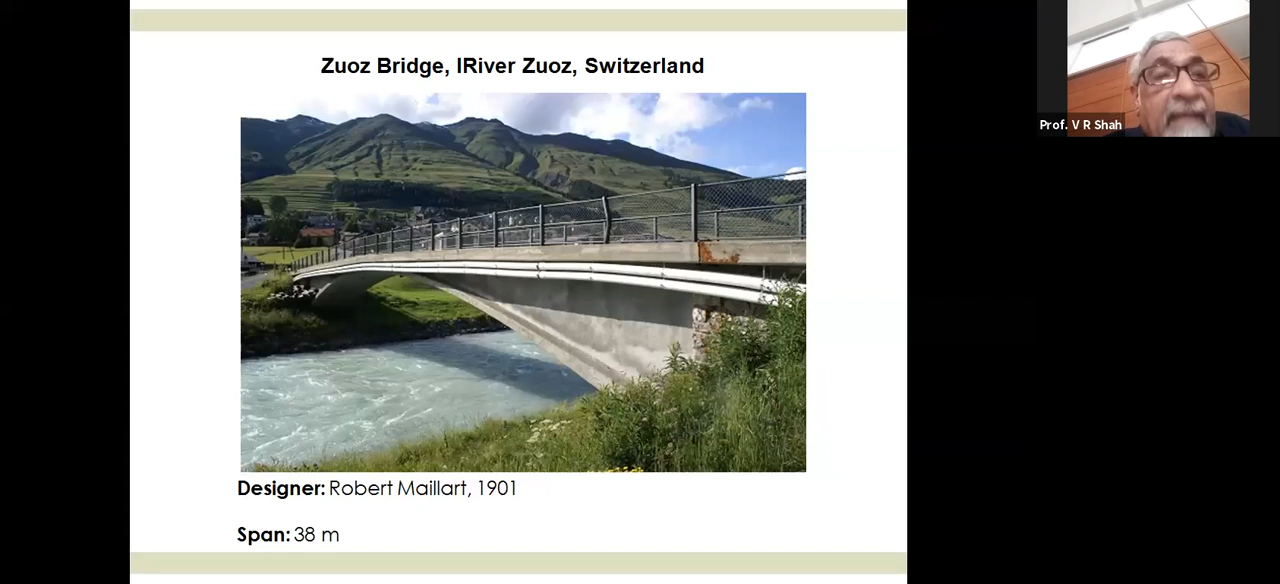 Zuoz Bridge, IRiver Zuoz, Switzerland
Prof. V R Shah
Designer: Robert Maillart, 1901
Span: 38 m